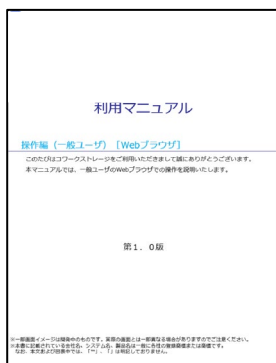 利用マニュアル
操作編（一般ユーザ）［Webブラウザ］
このたびはコワークストレージをご利用いただきまして誠にありがとうございます。
本マニュアルでは、一般ユーザのWebブラウザでの操作を説明いたします。
第１．０版
※一部画面イメージは開発中のものです。実際の画面とは一部異なる場合がありますのでご注意ください。
※本書に記載されている会社名、システム名、製品名は一般に各社の登録商標または商標です。
なお、本文および図表中では、「™」、「」は明記しておりません。